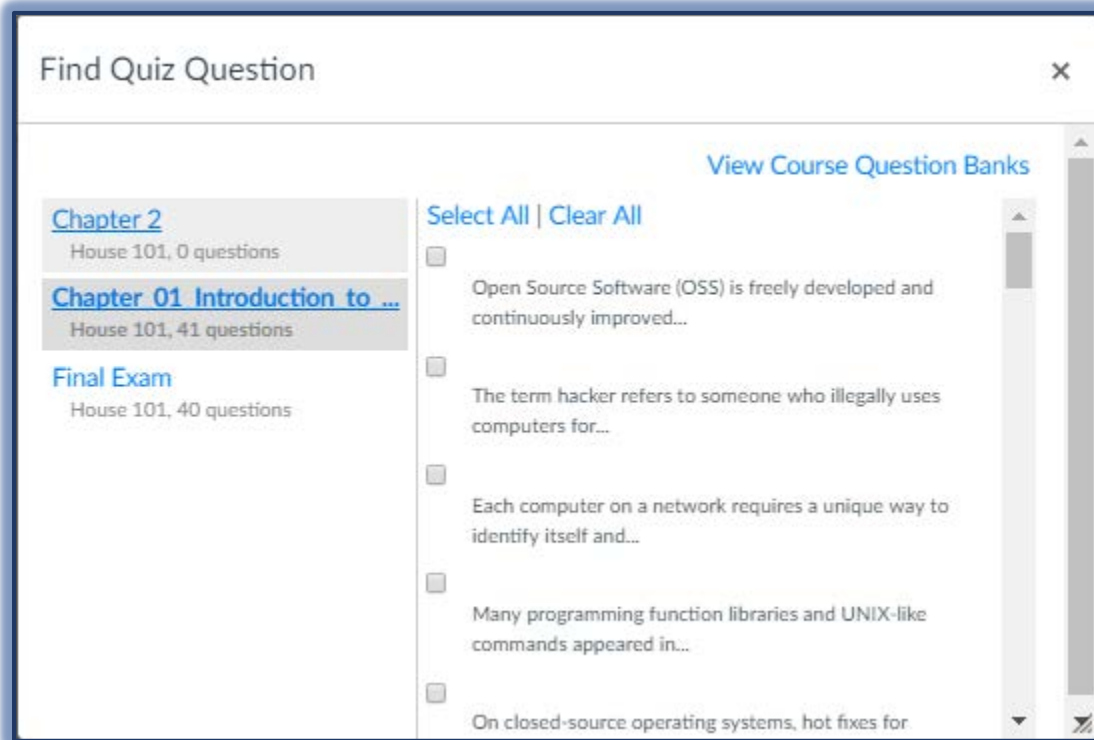 Find Quiz Question
×
View Course Question Banks
Chapter 2
House 101, 0 questions
Chapter_01_Introduction_to_...
House 101, 41 questions
Final Exam
House 101, 40 questions
Select All | Clear All
Open Source Software (OSS) is freely developed and
continuously improved...
The term hacker refers to someone who illegally uses
computers for...
Each computer on a network requires a unique way to
identify itself and...
Many programming function libraries and UNIX-like
commands appeared in...
On closed-source operating systems, hot fixes for